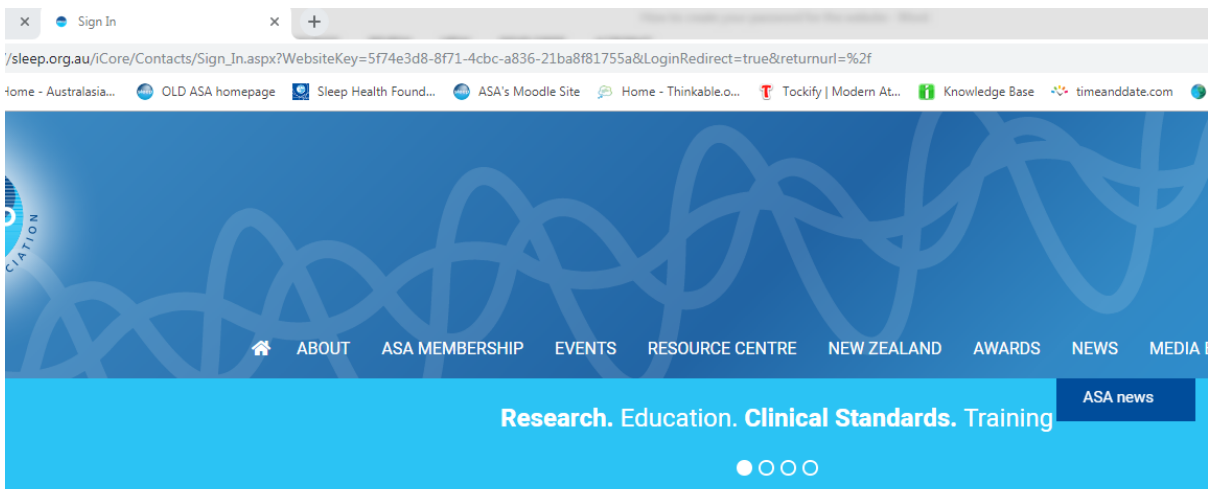 Sign In
/sleep.org.au/iCore/Contacts/Sign_In.aspx?WebsiteKey=5f74e3d8-8f71-4cbc-a836-21ba8f81755a&LoginRedirect=true&returnurl=%2f
Home - Australasia... OLD ASA homepage Sleep Health Found... ASA's Moodle Site Home - Thinkable.o... Tockify | Modern At... Knowledge Base timeanddate.com
CIATION
ABOUT ASA MEMBERSHIP EVENTS RESOURCE CENTRE NEW ZEALAND AWARDS NEWS MEDIA
ASA news
Research. Education. Clinical Standards. Training